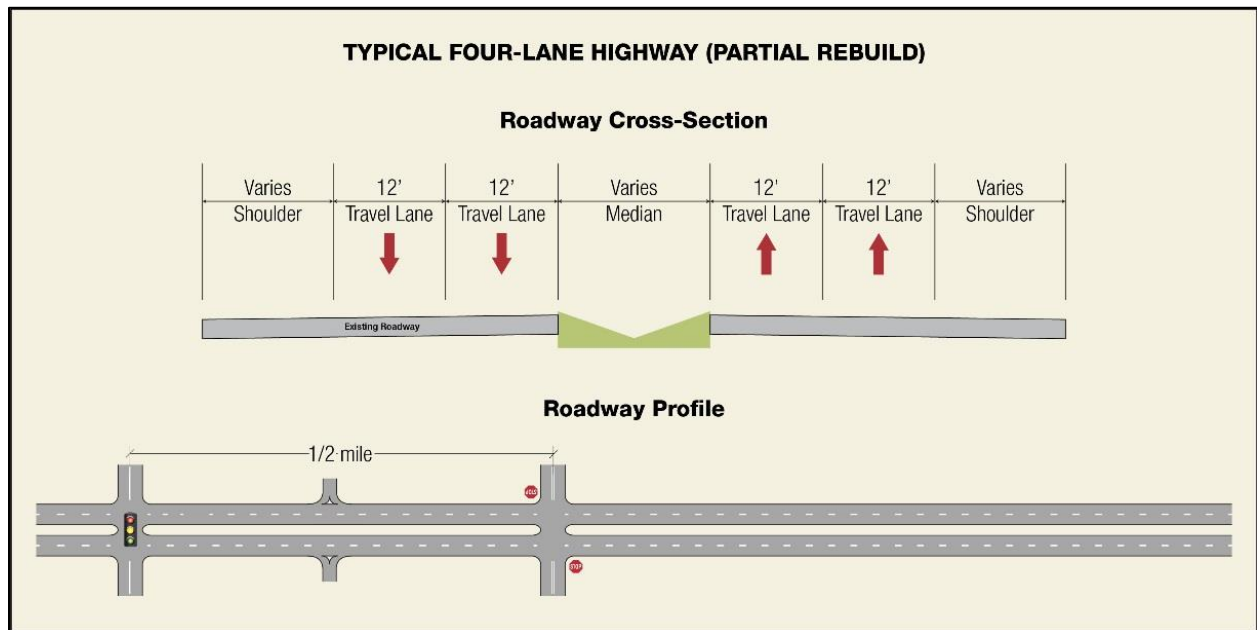 TYPICAL FOUR-LANE HIGHWAY (PARTIAL REBUILD)
Roadway Cross-Section
Varies 12' 12' Varies 12' 12' Varies
Shoulder Travel Lane Travel Lane Median Travel Lane Travel Lane Shoulder
Existing Roadway
Roadway Profile
1/2 mile
STOP
STOP